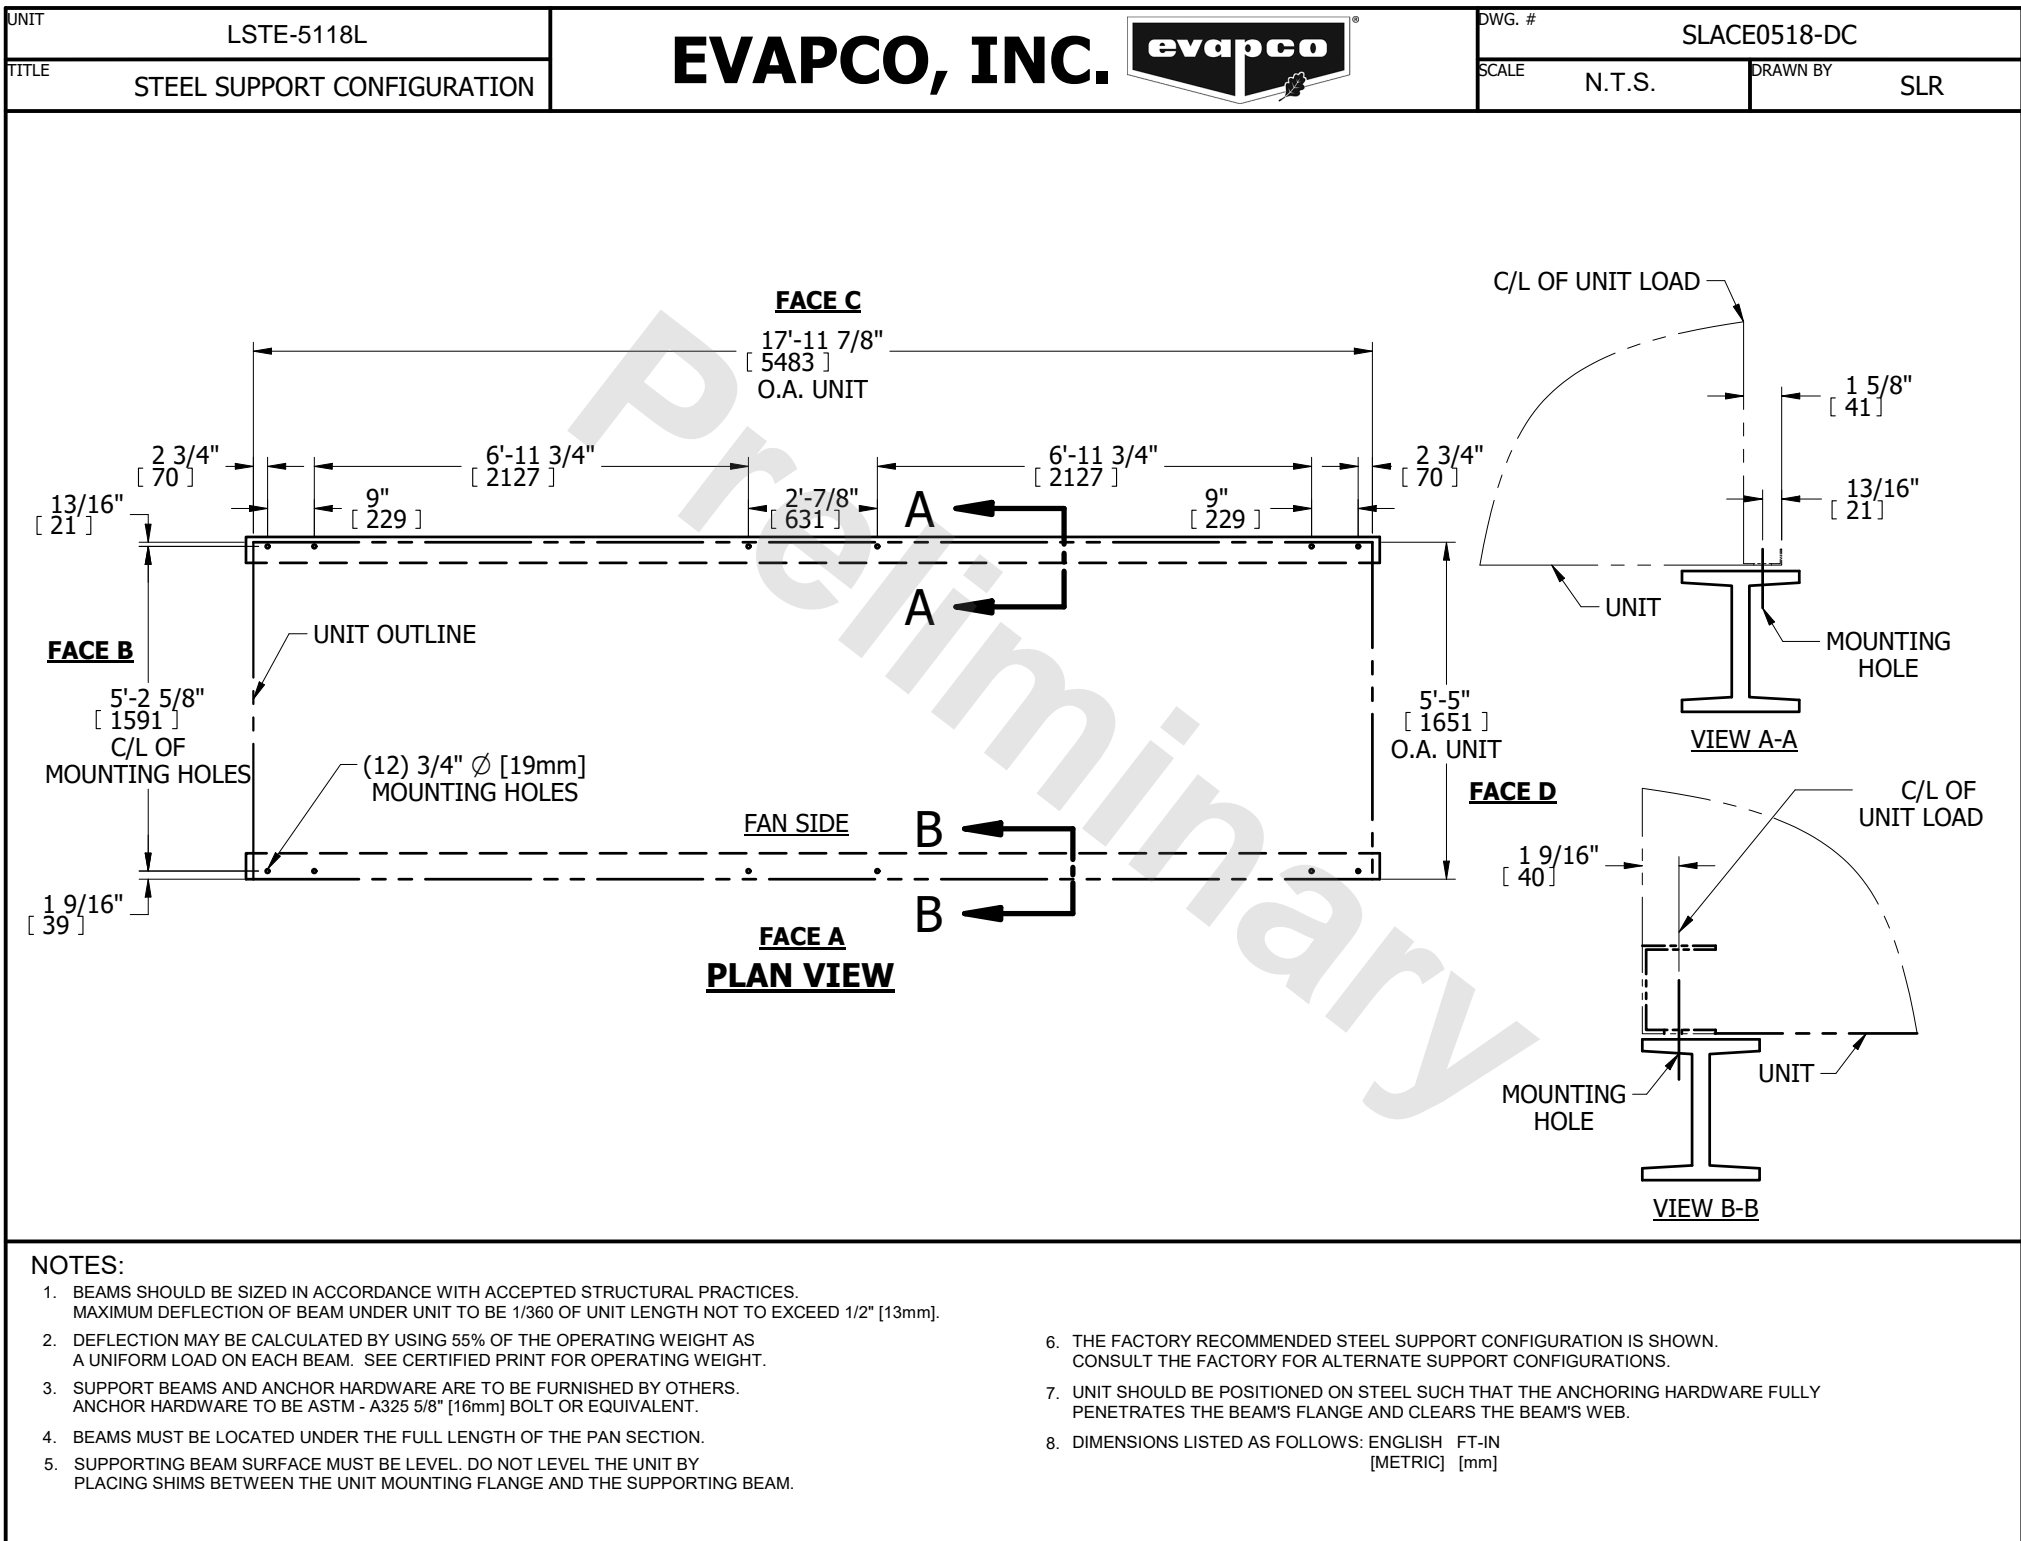 UNIT
LSTE-5118L
TITLE
STEEL SUPPORT CONFIGURATION
EVAPCO, INC.
evapco
®
DWG. #
SLACE0518-DC
SCALE
N.T.S.
DRAWN BY
SLR
FACE C
17'-11 7/8"
[ 5483 ]
O.A. UNIT
2 3/4"
[ 70 ]
6'-11 3/4"
[ 2127 ]
6'-11 3/4"
[ 2127 ]
2 3/4"
[ 70 ]
13/16"
[ 21 ]
9"
[ 229 ]
2'-7/8"
[ 631 ]
A
9"
[ 229 ]
A
FACE B
UNIT OUTLINE
5'-2 5/8"
[ 1591 ]
C/L OF
MOUNTING HOLES
(12) 3/4" ∅ [19mm]
MOUNTING HOLES
5'-5"
[ 1651 ]
O.A. UNIT
FACE D
FAN SIDE
B
B
1 9/16"
[ 39 ]
FACE A
PLAN VIEW
Preliminary
C/L OF UNIT LOAD
1 5/8"
[ 41 ]
13/16"
[ 21 ]
UNIT
MOUNTING
HOLE
VIEW A-A
C/L OF
UNIT LOAD
1 9/16"
[ 40 ]
UNIT
MOUNTING
HOLE
VIEW B-B
NOTES:
1. BEAMS SHOULD BE SIZED IN ACCORDANCE WITH ACCEPTED STRUCTURAL PRACTICES.
MAXIMUM DEFLECTION OF BEAM UNDER UNIT TO BE 1/360 OF UNIT LENGTH NOT TO EXCEED 1/2" [13mm].
2. DEFLECTION MAY BE CALCULATED BY USING 55% OF THE OPERATING WEIGHT AS
A UNIFORM LOAD ON EACH BEAM. SEE CERTIFIED PRINT FOR OPERATING WEIGHT.
3. SUPPORT BEAMS AND ANCHOR HARDWARE ARE TO BE FURNISHED BY OTHERS.
ANCHOR HARDWARE TO BE ASTM - A325 5/8" [16mm] BOLT OR EQUIVALENT.
4. BEAMS MUST BE LOCATED UNDER THE FULL LENGTH OF THE PAN SECTION.
5. SUPPORTING BEAM SURFACE MUST BE LEVEL. DO NOT LEVEL THE UNIT BY
PLACING SHIMS BETWEEN THE UNIT MOUNTING FLANGE AND THE SUPPORTING BEAM.
6. THE FACTORY RECOMMENDED STEEL SUPPORT CONFIGURATION IS SHOWN.
CONSULT THE FACTORY FOR ALTERNATE SUPPORT CONFIGURATIONS.
7. UNIT SHOULD BE POSITIONED ON STEEL SUCH THAT THE ANCHORING HARDWARE FULLY
PENETRATES THE BEAM'S FLANGE AND CLEARS THE BEAM'S WEB.
8. DIMENSIONS LISTED AS FOLLOWS: ENGLISH FT-IN
[METRIC] [mm]